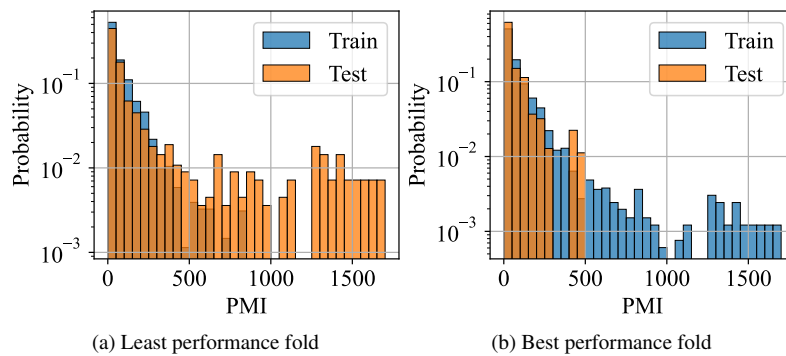 Train
Test
Probability
10⁻¹
10⁻²
10⁻³
0 500 1000 1500
PMI
(a) Least performance fold
Train
Test
Probability
10⁻¹
10⁻²
10⁻³
0 500 1000 1500
PMI
(b) Best performance fold